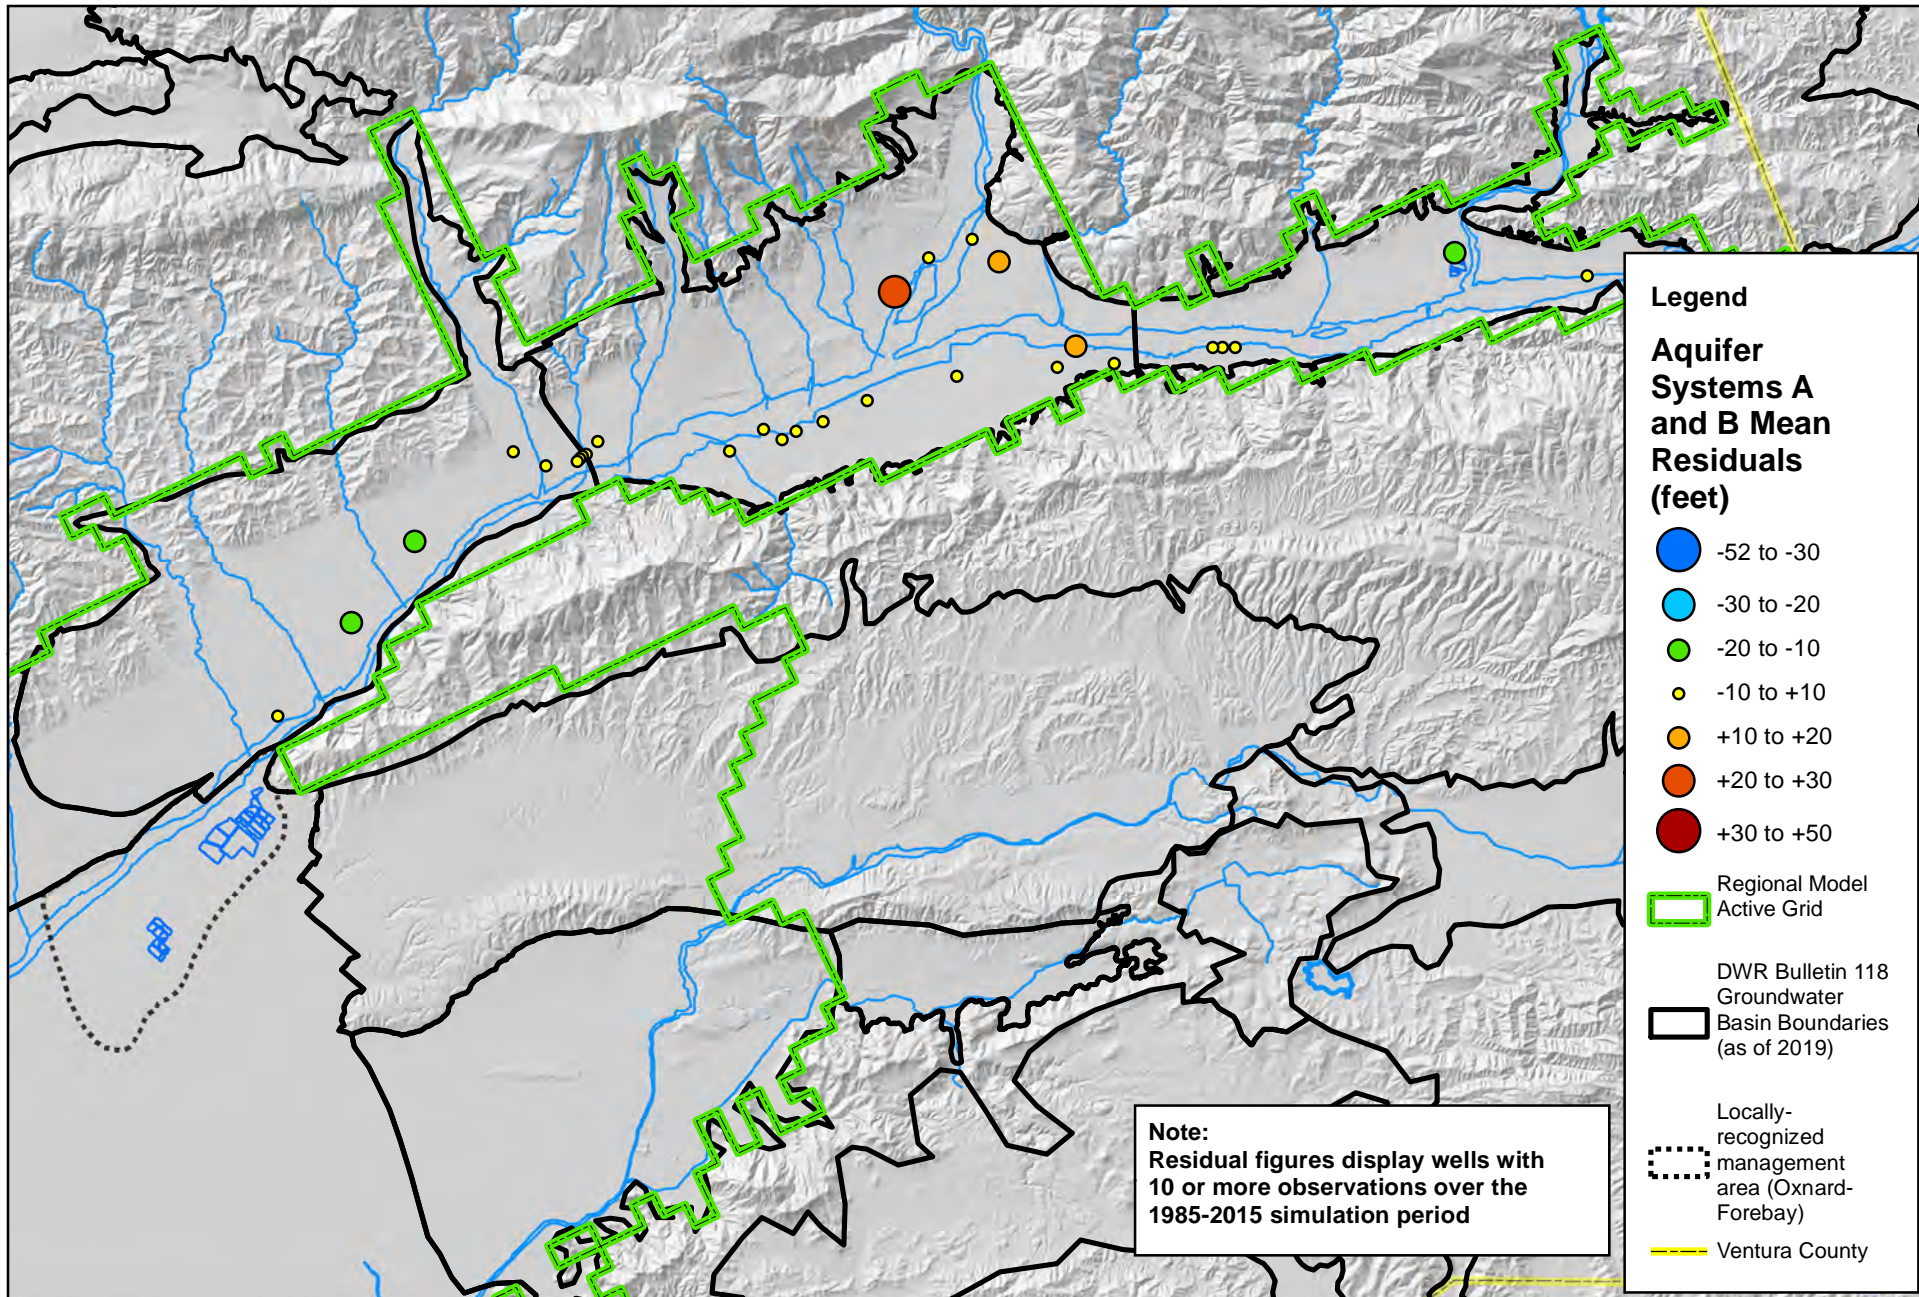 Legend
Aquifer
Systems A
and B Mean
Residuals
(feet)
-52 to -30
-30 to -20
-20 to -10
-10 to +10
+10 to +20
+20 to +30
+30 to +50
Regional Model
Active Grid
DWR Bulletin 118
Groundwater
Basin Boundaries
(as of 2019)
Locally-
recognized
management
area (Oxnard-
Forebay)
Ventura County
Note:
Residual figures display wells with
10 or more observations over the
1985-2015 simulation period